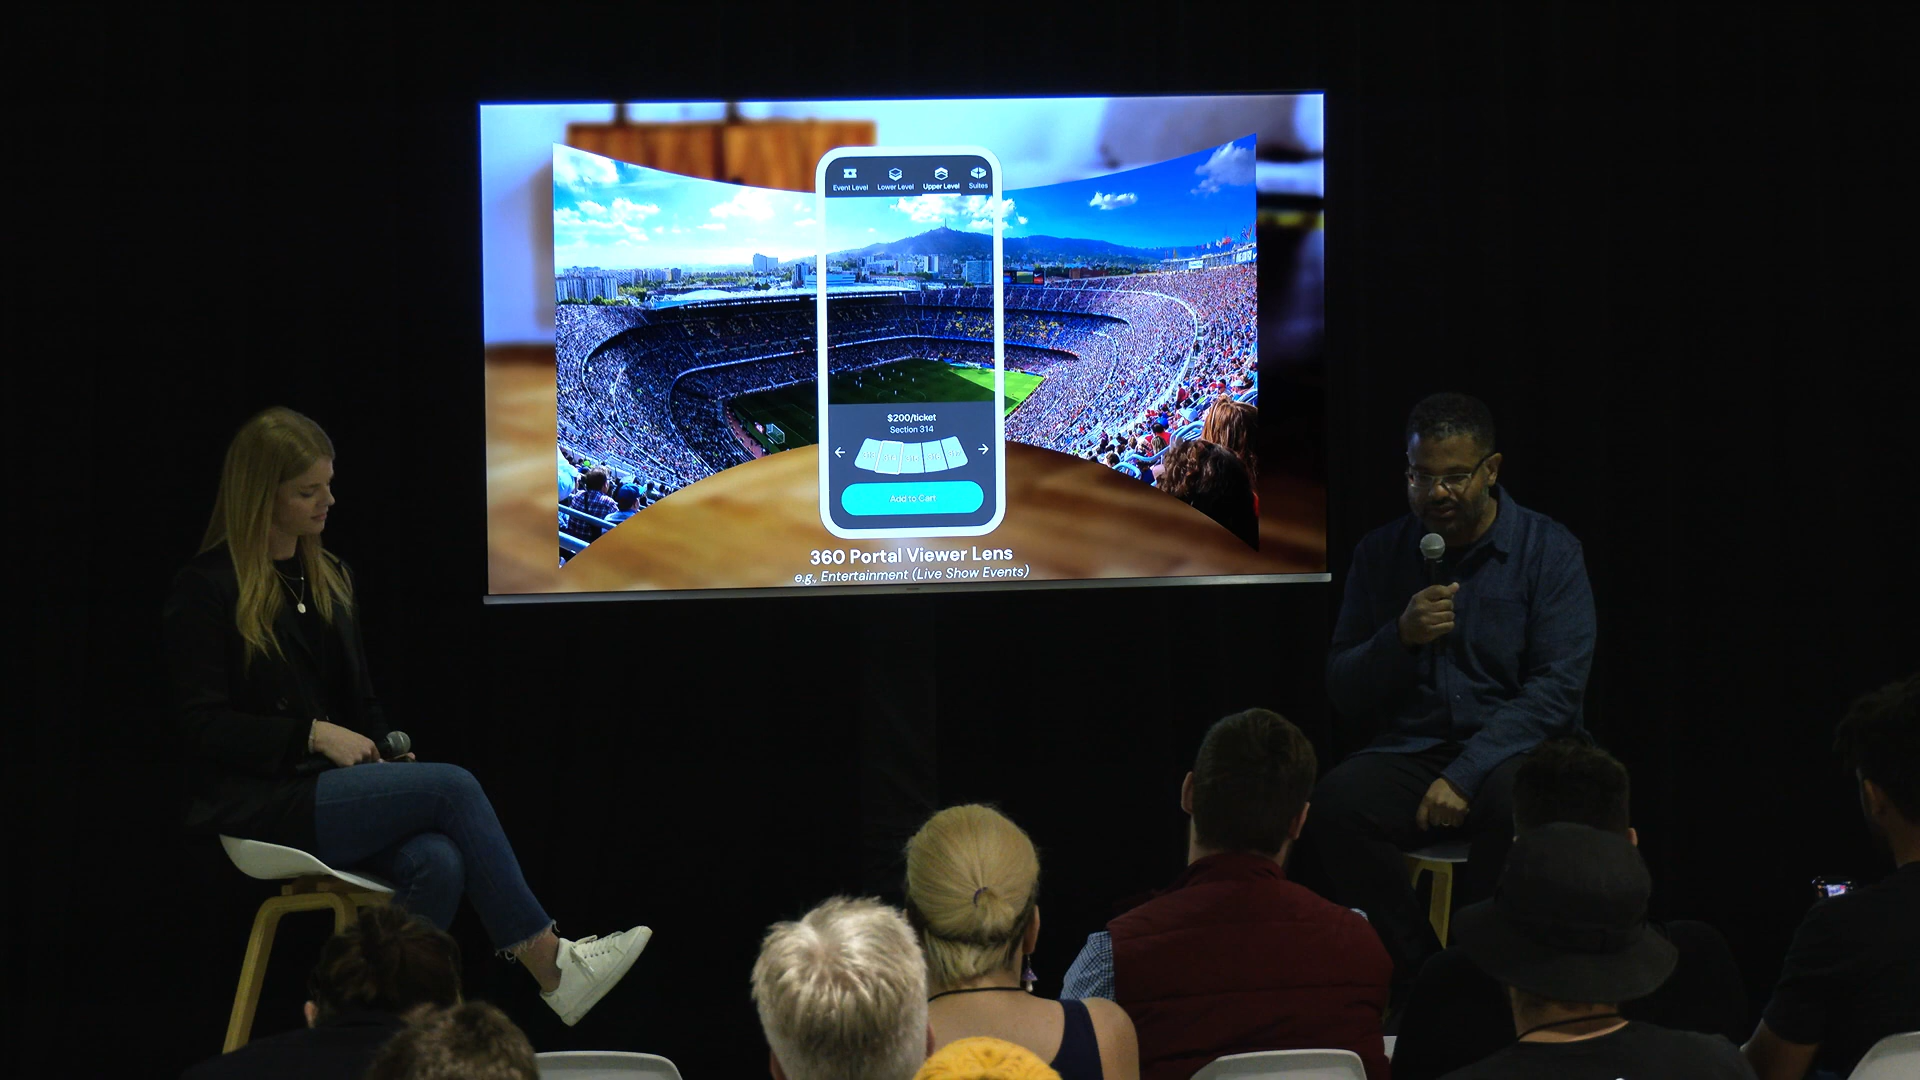 Event Level Lower Level Upper Level Suites
$200/ticket
Section 314
Add to Cart
360 Portal Viewer Lens
e.g., Entertainment (Live Show Events)